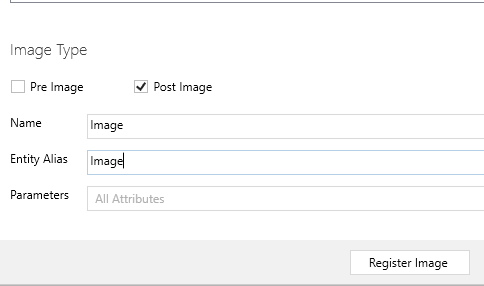 Image Type
Pre Image Post Image
Name Image
Entity Alias Image
Parameters All Attributes
Register Image